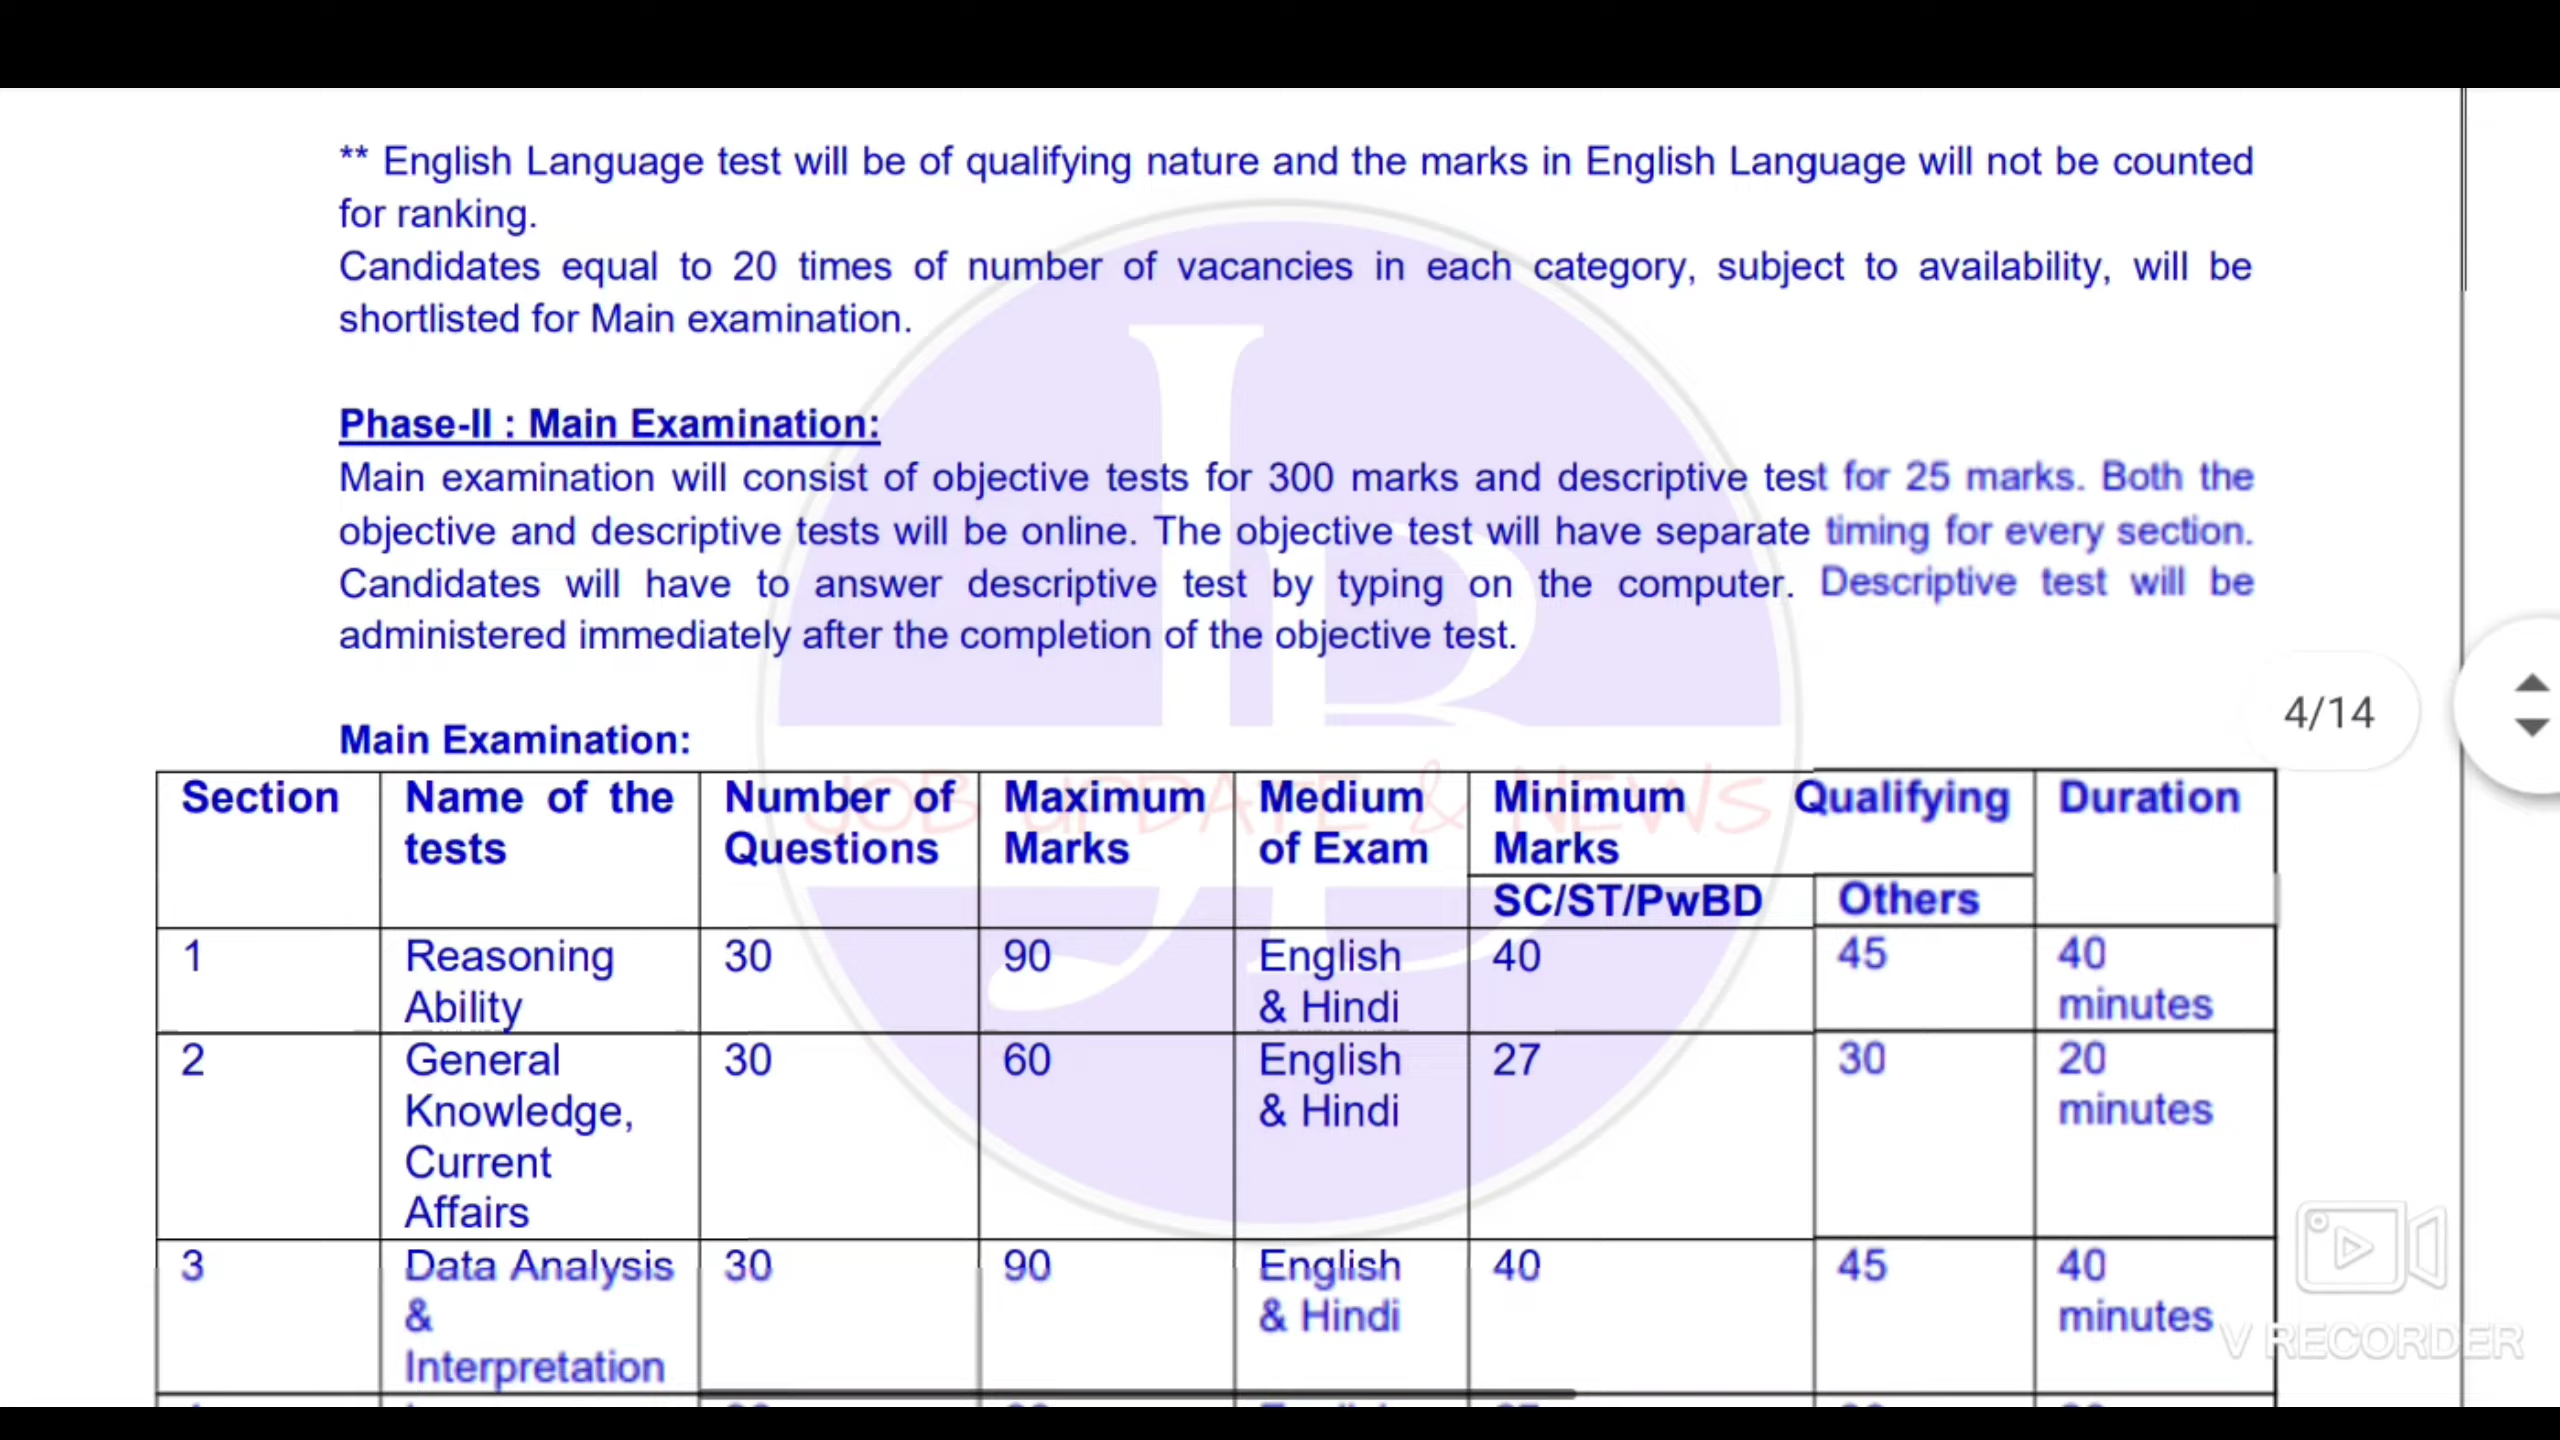 ** English Language test will be of qualifying nature and the marks in English Language will not be counted
for ranking.
Candidates equal to 20 times of number of vacancies in each category, subject to availability, will be
shortlisted for Main examination.
Phase-II : Main Examination:
Main examination will consist of objective tests for 300 marks and descriptive test for 25 marks. Both the
objective and descriptive tests will be online. The objective test will have separate timing for every section.
Candidates will have to answer descriptive test by typing on the computer. Descriptive test will be
administered immediately after the completion of the objective test.
4/14
Main Examination:
JOB UPDATE & NEWS
Section Name of the Number of Maximum Medium Minimum Qualifying Duration
tests Questions Marks of Exam Marks
SC/ST/PwBD Others
1 Reasoning 30 90 English 40 45 40
Ability & Hindi minutes
2 General 30 60 English 27 30 20
Knowledge, & Hindi minutes
Current
Affairs
3 Data Analysis 30 90 English 40 45 40
& & Hindi minutes
Interpretation
V RECORDER